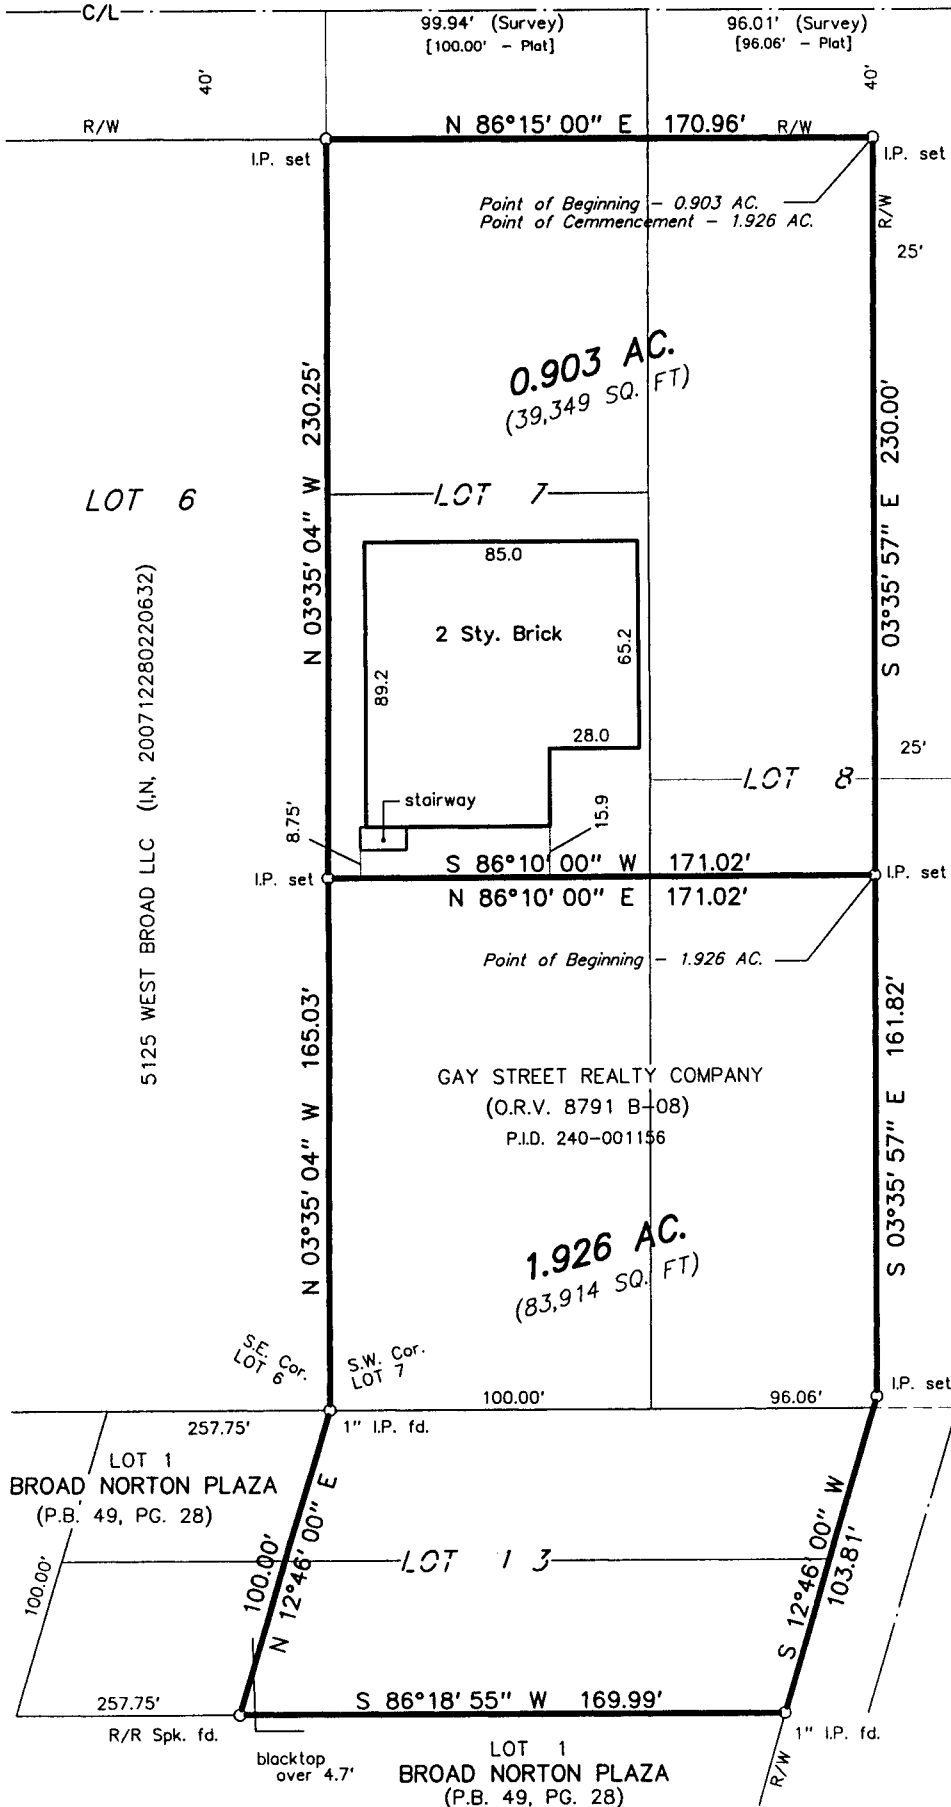 C/L
99.94' (Survey)
[100.00' - Plat]
96.01' (Survey)
[96.06' - Plat]
40'
40'
R/W
N 86°15' 00" E 170.96' R/W
I.P. set
I.P. set
Point of Beginning - 0.903 AC.
Point of Cemmencement - 1.926 AC.
R/W
25'
0.903 AC.
(39,349 SQ. FT)
N 03°35' 04" W 230.25'
S 03°35' 57" E 230.00'
LOT 6
LOT 7
85.0
2 Sty. Brick
65.2
89.2
28.0
25'
LOT 8
5125 WEST BROAD LLC (I.N, 200712280220632)
stairway
8.75'
15.9
S 86°10' 00" W 171.02'
I.P. set
I.P. set
N 86°10' 00" E 171.02'
Point of Beginning - 1.926 AC.
N 03°35' 04" W 165.03'
S 03°35' 57" E 161.82'
GAY STREET REALTY COMPANY
(O.R.V. 8791 B-08)
P.I.D. 240-001156
1.926 AC.
(83,914 SQ. FT)
S.E. Cor.
LOT 6
S.W. Cor.
LOT 7
I.P. set
257.75'
1" I.P. fd.
100.00'
96.06'
LOT 1
BROAD NORTON PLAZA
(P.B. 49, PG. 28)
100.00'
100.00'
N 12°46' 00" E
LOT 13
S 12°46' 00" W
103.81'
257.75'
S 86°18' 55" W 169.99'
R/R Spk. fd.
1" I.P. fd.
blacktop
over 4.7'
LOT 1
BROAD NORTON PLAZA
(P.B. 49, PG. 28)
R/W